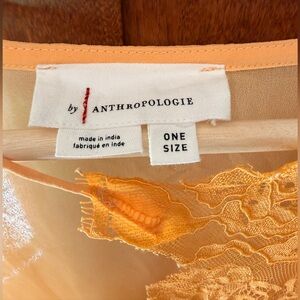 by ANTHROPOLOGIE
made in india
fabriqué en inde
ONE
SIZE